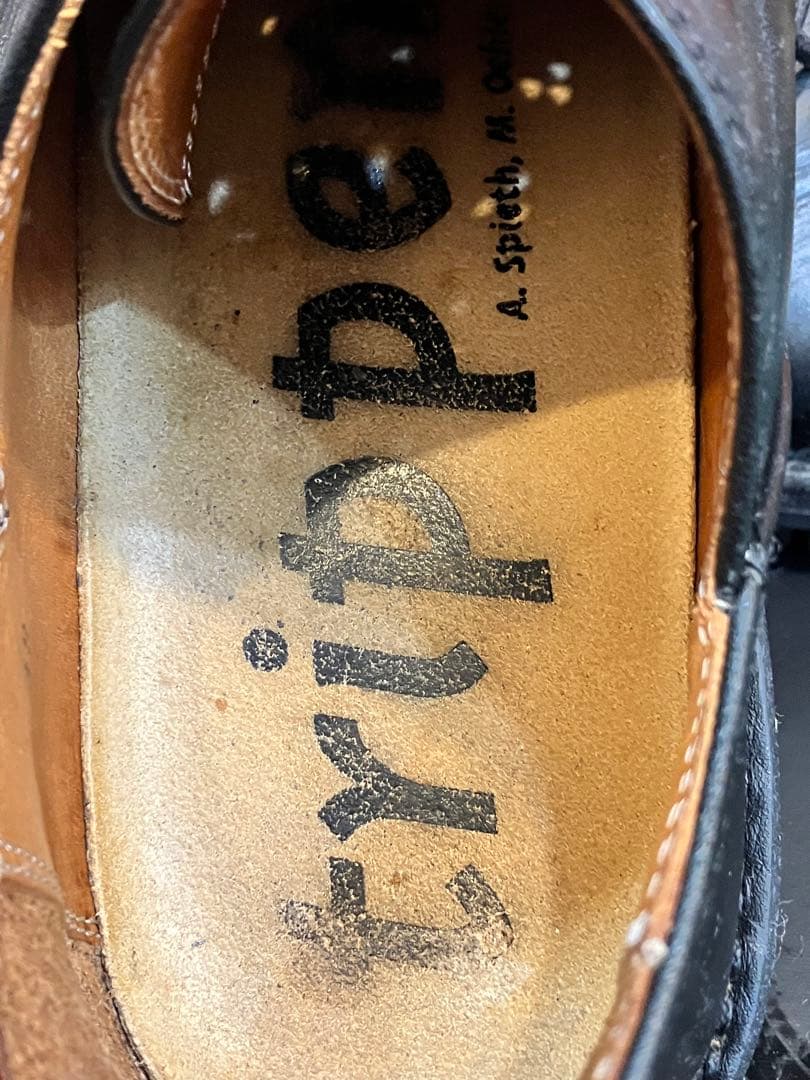 trippen
A. Spieth, M.